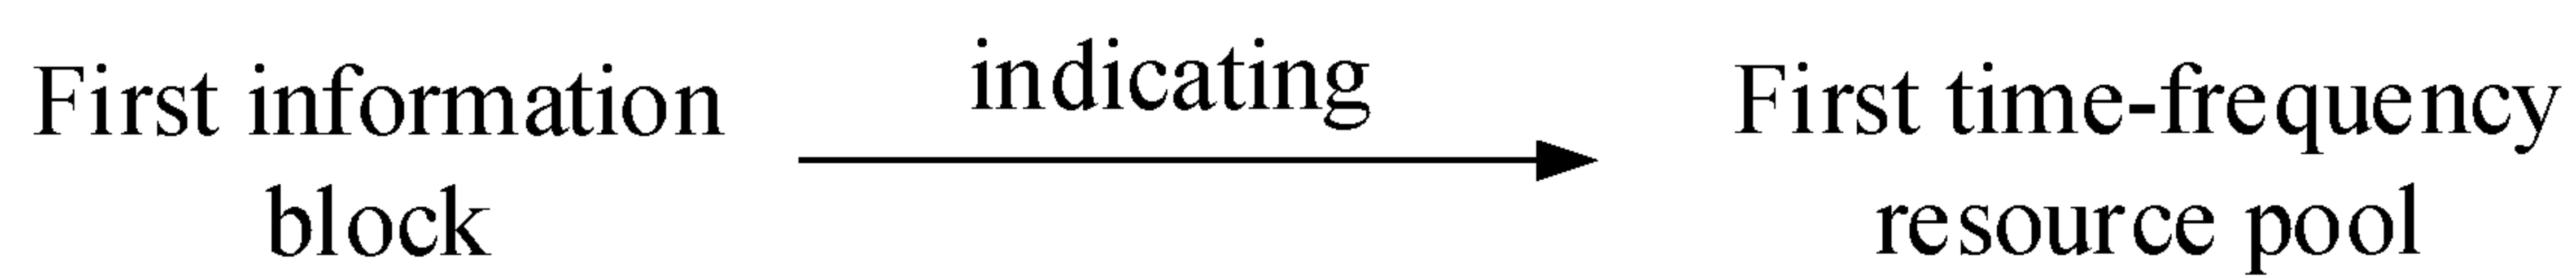 First information
block
indicating
First time-frequency
resource pool